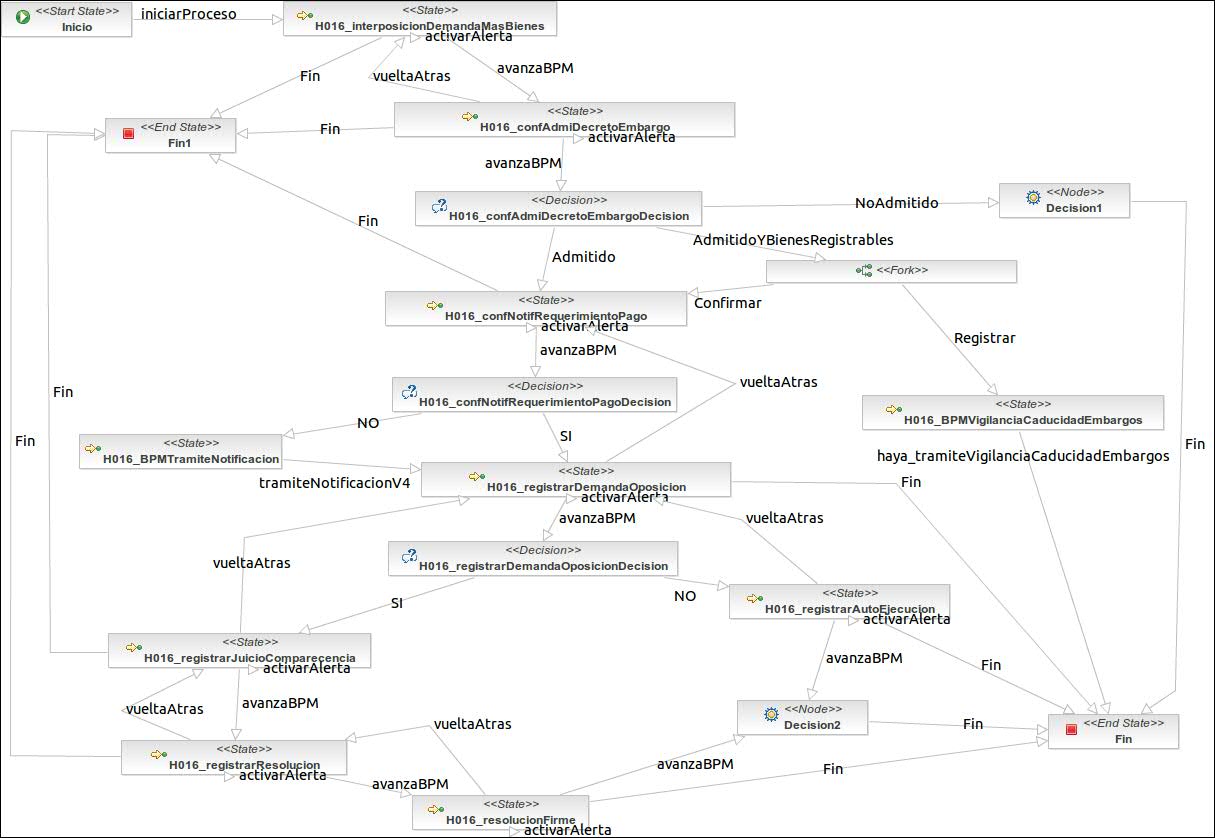 <<Start State>>
Inicio
iniciarProceso
<<State>>
H016_interposicionDemandaMasBienes
activarAlerta
Fin
vueltaAtras
avanzaBPM
<<State>>
H016_confAdmiDecretoEmbargo
activarAlerta
<<End State>>
Fin1
Fin
avanzaBPM
<<Decision>>
H016_confAdmiDecretoEmbargoDecision
NoAdmitido
<<Node>>
Decision1
Fin
Admitido
AdmitidoYBienesRegistrables
<<Fork>>
<<State>>
H016_confNotifRequerimientoPago
activarAlerta
Confirmar
Registrar
avanzaBPM
vueltaAtras
<<Decision>>
H016_confNotifRequerimientoPagoDecision
<<State>>
H016_BPMVigilanciaCaducidadEmbargos
Fin
Fin
NO
SI
Fin
<<State>>
H016_BPMTramiteNotificacion
haya_tramiteVigilanciaCaducidadEmbargos
tramiteNotificacionV4
<<State>>
H016_registrarDemandaOposicion
activarAlerta
Fin
avanzaBPM
vueltaAtras
<<Decision>>
H016_registrarDemandaOposicionDecision
vueltaAtras
SI
NO
<<State>>
H016_registrarAutoEjecucion
activarAlerta
<<State>>
H016_registrarJuicioComparecencia
activarAlerta
avanzaBPM
Fin
vueltaAtras
avanzaBPM
<<Node>>
Decision2
Fin
<<End State>>
Fin
vueltaAtras
<<State>>
H016_registrarResolucion
activarAlerta
avanzaBPM
avanzaBPM
Fin
<<State>>
H016_resolucionFirme
activarAlerta